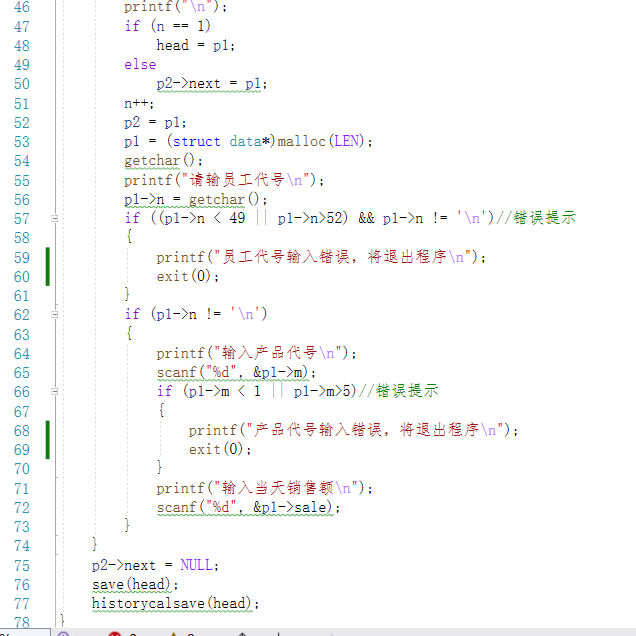 46 printf("\n");
47 if (n == 1)
48 head = p1;
49 else
50 p2->next = p1;
51 n++;
52 p2 = p1;
53 p1 = (struct data*)malloc(LEN);
54 getchar();
55 printf("请输员工代号\n");
56 p1->n = getchar();
57 if ((p1->n < 49 || p1->n>52) && p1->n != '\n')//错误提示
58 {
59 printf("员工代号输入错误，将退出程序\n");
60 exit(0);
61 }
62 if (p1->n != '\n')
63 {
64 printf("输入产品代号\n");
65 scanf("%d", &p1->m);
66 if (p1->m < 1 || p1->m>5)//错误提示
67 {
68 printf("产品代号输入错误，将退出程序\n");
69 exit(0);
70 }
71 printf("输入当天销售额\n");
72 scanf("%d", &p1->sale);
73 }
74 }
75 p2->next = NULL;
76 save(head);
77 historycalsave(head);
78 }